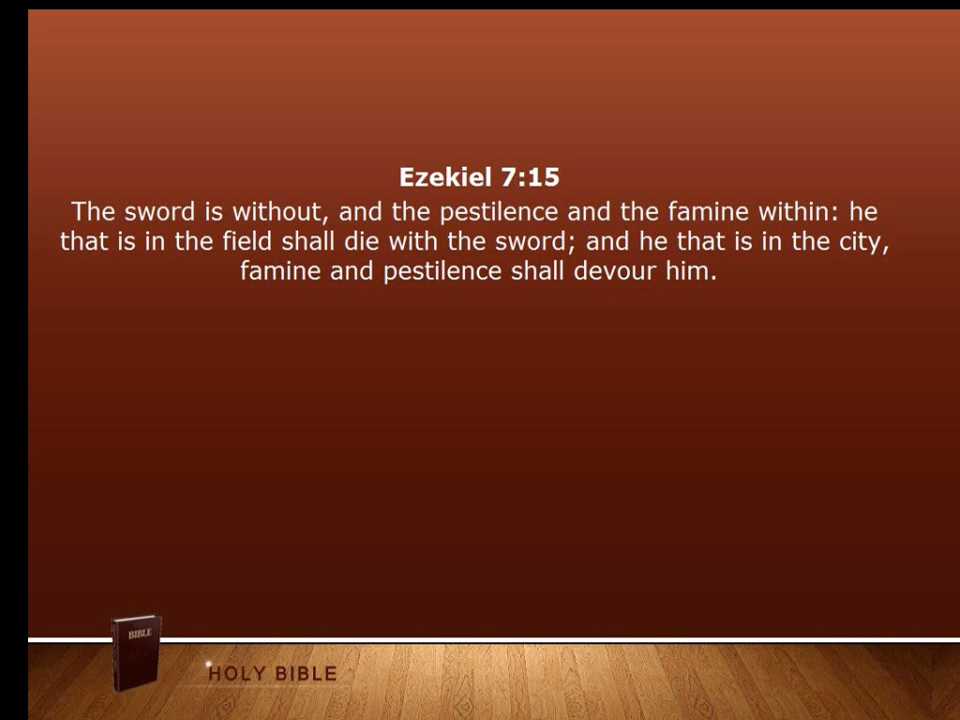 Ezekiel 7:15
The sword is without, and the pestilence and the famine within: he
that is in the field shall die with the sword; and he that is in the city,
famine and pestilence shall devour him.
BIBLE
HOLY BIBLE